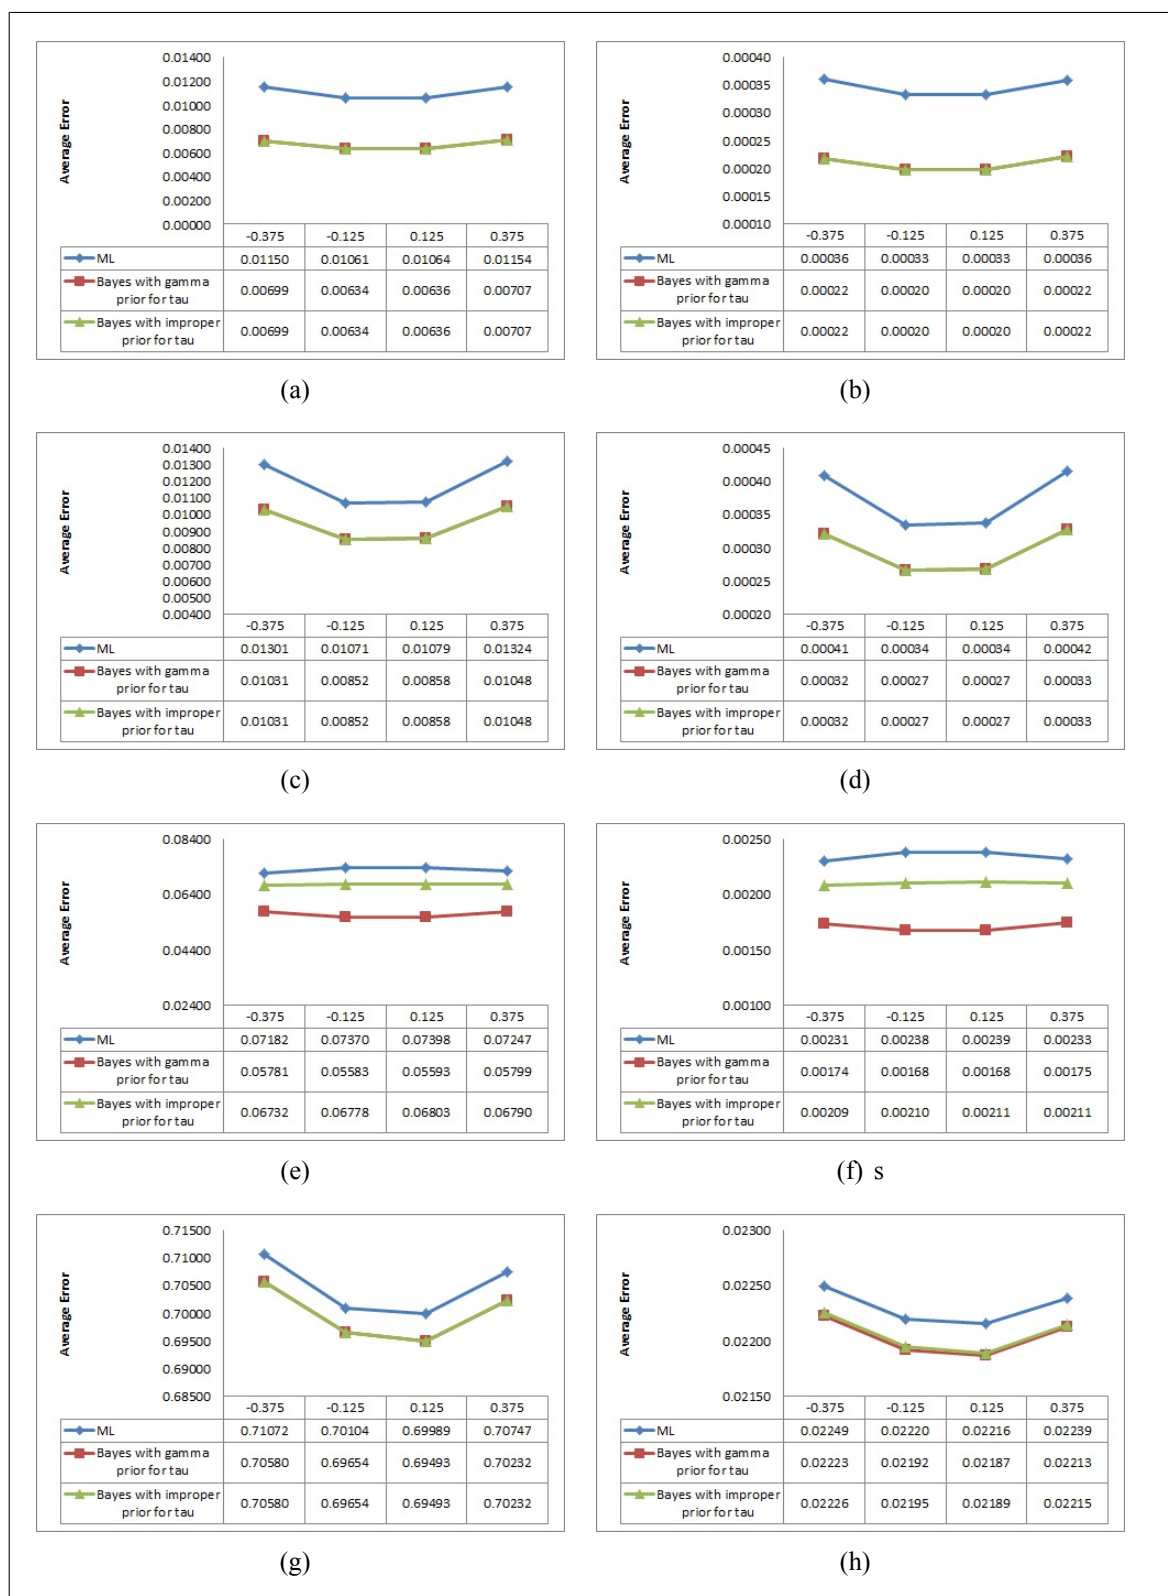 0.01400
0.01200
0.01000
0.00800
0.00600
0.00400
0.00200
0.00000
Average Error
-0.375 -0.125 0.125 0.375
ML 0.01150 0.01061 0.01064 0.01154
Bayes with gamma
prior for tau 0.00699 0.00634 0.00636 0.00707
Bayes with improper
prior for tau 0.00699 0.00634 0.00636 0.00707
(a)
0.00040
0.00035
0.00030
0.00025
0.00020
0.00015
0.00010
Average Error
-0.375 -0.125 0.125 0.375
ML 0.00036 0.00033 0.00033 0.00036
Bayes with gamma
prior for tau 0.00022 0.00020 0.00020 0.00022
Bayes with improper
prior for tau 0.00022 0.00020 0.00020 0.00022
(b)
0.01400
0.01300
0.01200
0.01100
0.01000
0.00900
0.00800
0.00700
0.00600
0.00500
0.00400
Average Error
-0.375 -0.125 0.125 0.375
ML 0.01301 0.01071 0.01079 0.01324
Bayes with gamma
prior for tau 0.01031 0.00852 0.00858 0.01048
Bayes with improper
prior for tau 0.01031 0.00852 0.00858 0.01048
(c)
0.00045
0.00040
0.00035
0.00030
0.00025
0.00020
Average Error
-0.375 -0.125 0.125 0.375
ML 0.00041 0.00034 0.00034 0.00042
Bayes with gamma
prior for tau 0.00032 0.00027 0.00027 0.00033
Bayes with improper
prior for tau 0.00032 0.00027 0.00027 0.00033
(d)
0.08400
0.06400
0.04400
0.02400
Average Error
-0.375 -0.125 0.125 0.375
ML 0.07182 0.07370 0.07398 0.07247
Bayes with gamma
prior for tau 0.05781 0.05583 0.05593 0.05799
Bayes with improper
prior for tau 0.06732 0.06778 0.06803 0.06790
(e)
0.00250
0.00200
0.00150
0.00100
Average Error
-0.375 -0.125 0.125 0.375
ML 0.00231 0.00238 0.00239 0.00233
Bayes with gamma
prior for tau 0.00174 0.00168 0.00168 0.00175
Bayes with improper
prior for tau 0.00209 0.00210 0.00211 0.00211
(f) s
0.71500
0.71000
0.70500
0.70000
0.69500
0.69000
0.68500
Average Error
-0.375 -0.125 0.125 0.375
ML 0.71072 0.70104 0.69989 0.70747
Bayes with gamma
prior for tau 0.70580 0.69654 0.69493 0.70232
Bayes with improper
prior for tau 0.70580 0.69654 0.69493 0.70232
(g)
0.02300
0.02250
0.02200
0.02150
Average Error
-0.375 -0.125 0.125 0.375
ML 0.02249 0.02220 0.02216 0.02239
Bayes with gamma
prior for tau 0.02223 0.02192 0.02187 0.02213
Bayes with improper
prior for tau 0.02226 0.02195 0.02189 0.02215
(h)